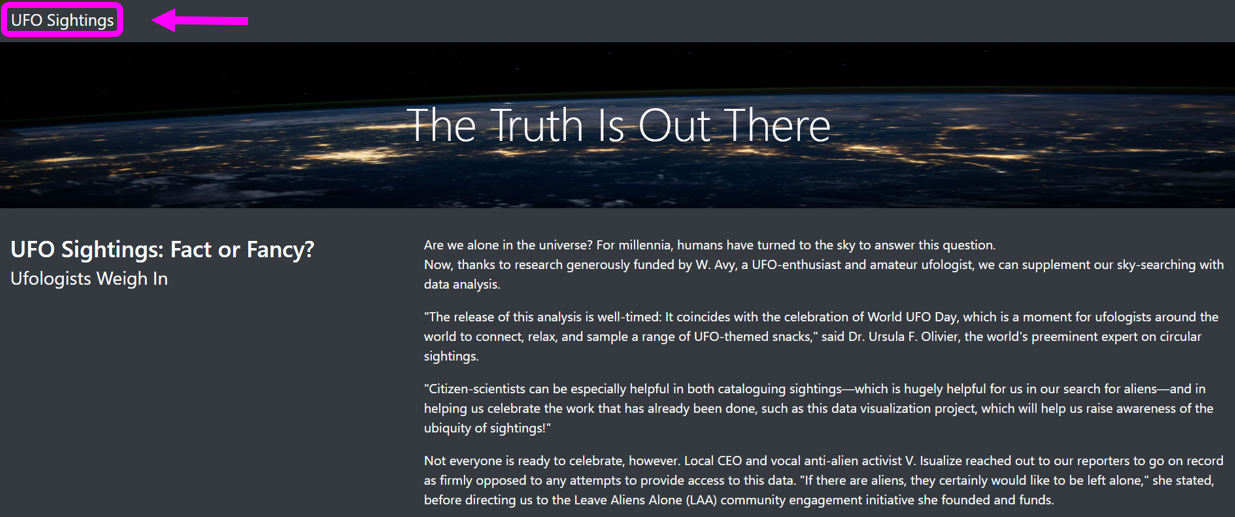 UFO Sightings
The Truth Is Out There
UFO Sightings: Fact or Fancy?
Ufologists Weigh In
Are we alone in the universe? For millennia, humans have turned to the sky to answer this question.
Now, thanks to research generously funded by W. Avy, a UFO-enthusiast and amateur ufologist, we can supplement our sky-searching with
data analysis.
"The release of this analysis is well-timed: It coincides with the celebration of World UFO Day, which is a moment for ufologists around the
world to connect, relax, and sample a range of UFO-themed snacks," said Dr. Ursula F. Olivier, the world's preeminent expert on circular
sightings.
"Citizen-scientists can be especially helpful in both cataloguing sightings—which is hugely helpful for us in our search for aliens—and in
helping us celebrate the work that has already been done, such as this data visualization project, which will help us raise awareness of the
ubiquity of sightings!"
Not everyone is ready to celebrate, however. Local CEO and vocal anti-alien activist V. Isualize reached out to our reporters to go on record
as firmly opposed to any attempts to provide access to this data. "If there are aliens, they certainly would like to be left alone," she stated,
before directing us to the Leave Aliens Alone (LAA) community engagement initiative she founded and funds.